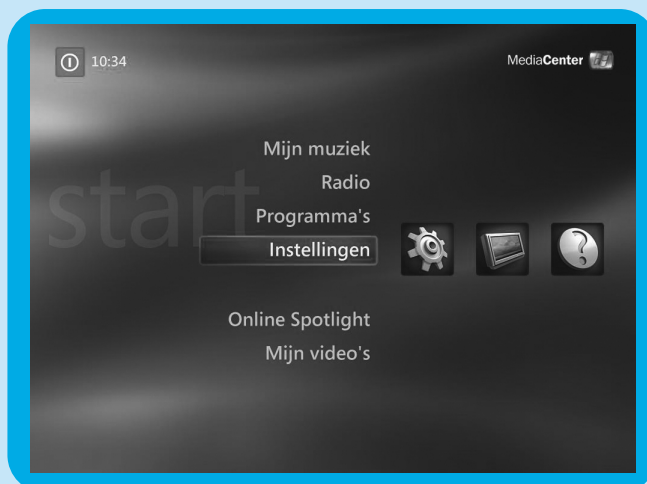 10:34
MediaCenter
start
Mijn muziek
Radio
Programma's
Instellingen
Online Spotlight
Mijn video's